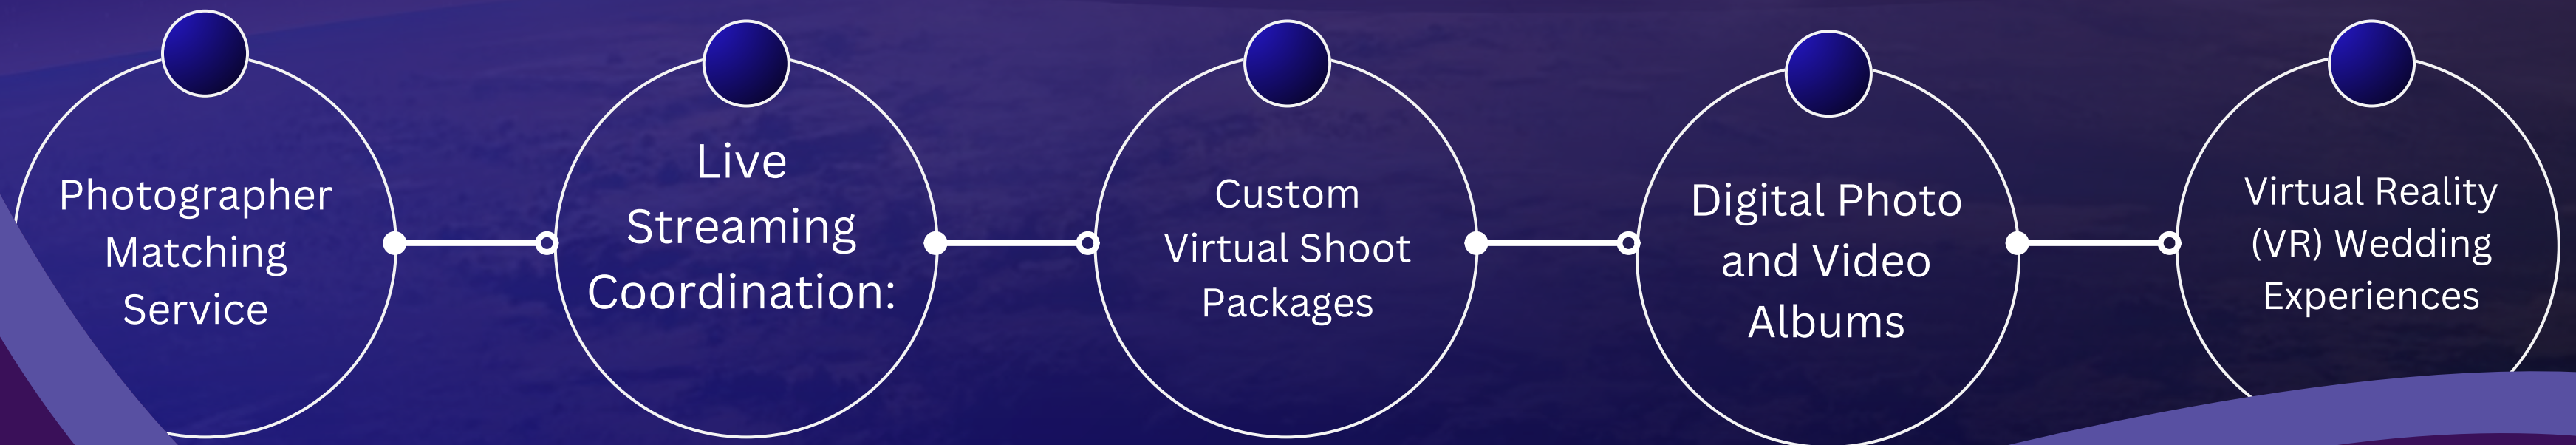 Photographer
Matching
Service
Live
Streaming
Coordination:
Custom
Virtual Shoot
Packages
Digital Photo
and Video
Albums
Virtual Reality
(VR) Wedding
Experiences